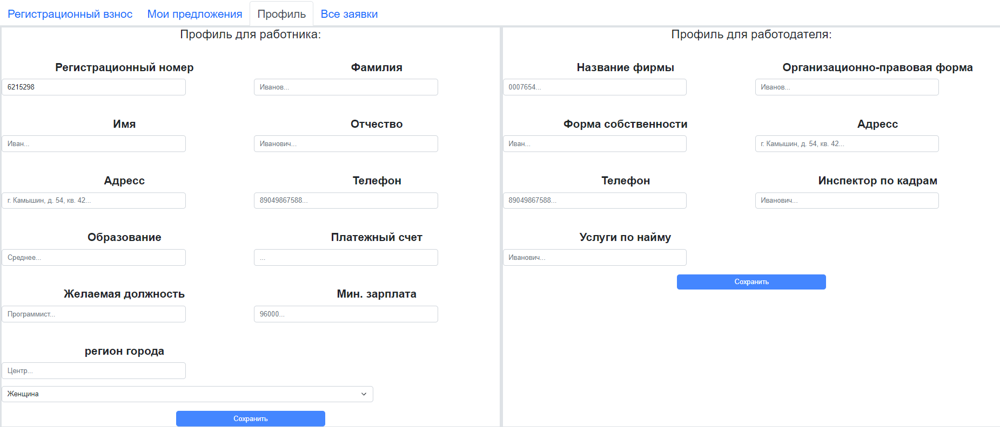 Регистрационный взнос Мои предложения Профиль Все заявки
Профиль для работника:
Регистрационный номер Фамилия
6215298 Иванов...
Имя Отчество
Иван... Иванович...
Адресс Телефон
г. Камышин, д. 54, кв. 42... 89049867588...
Образование Платежный счет
Среднее... ...
Желаемая должность Мин. зарплата
Программист... 96000...
регион города
Центр...
Женщина
Сохранить
Профиль для работодателя:
Название фирмы Организационно-правовая форма
0007654... Иванов...
Форма собственности Адресс
Иван... г. Камышин, д. 54, кв. 42...
Телефон Инспектор по кадрам
89049867588... Иванович...
Услуги по найму
Иванович...
Сохранить